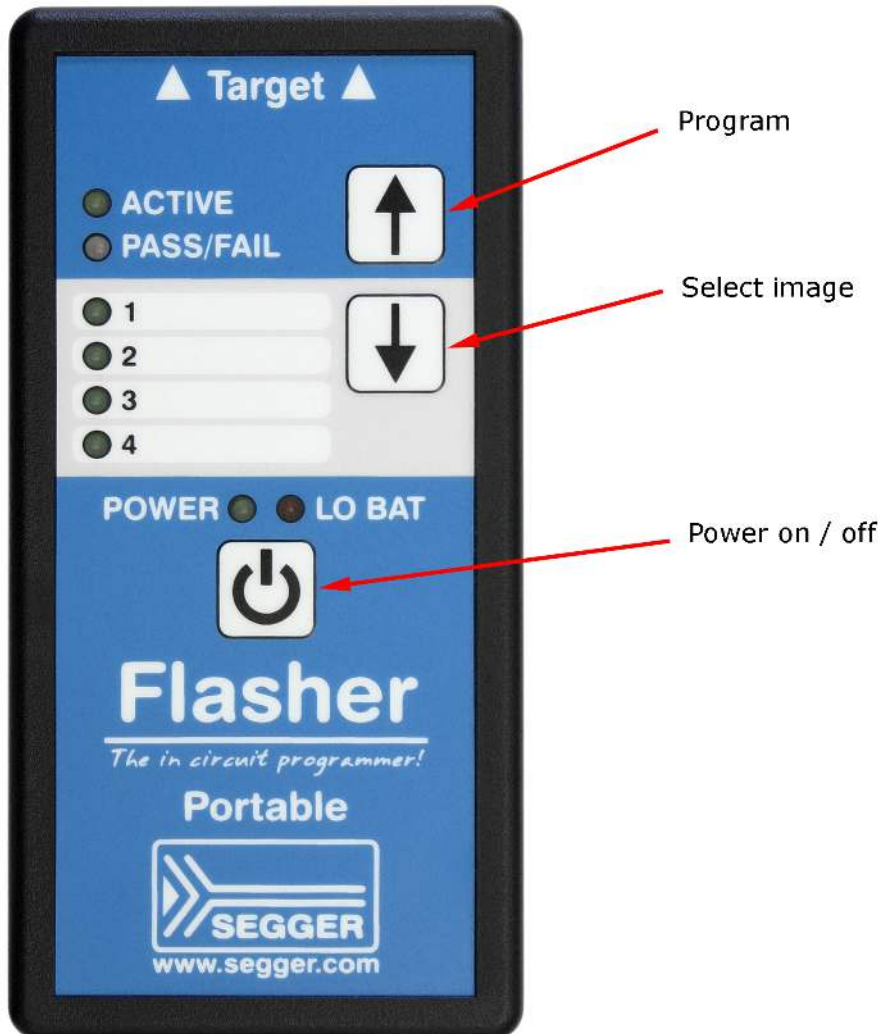 ▲ Target ▲
Program
ACTIVE
PASS/FAIL
1
Select image
2
3
4
POWER LO BAT
Power on / off
Flasher
The in circuit programmer!
Portable
SEGGER
www.segger.com